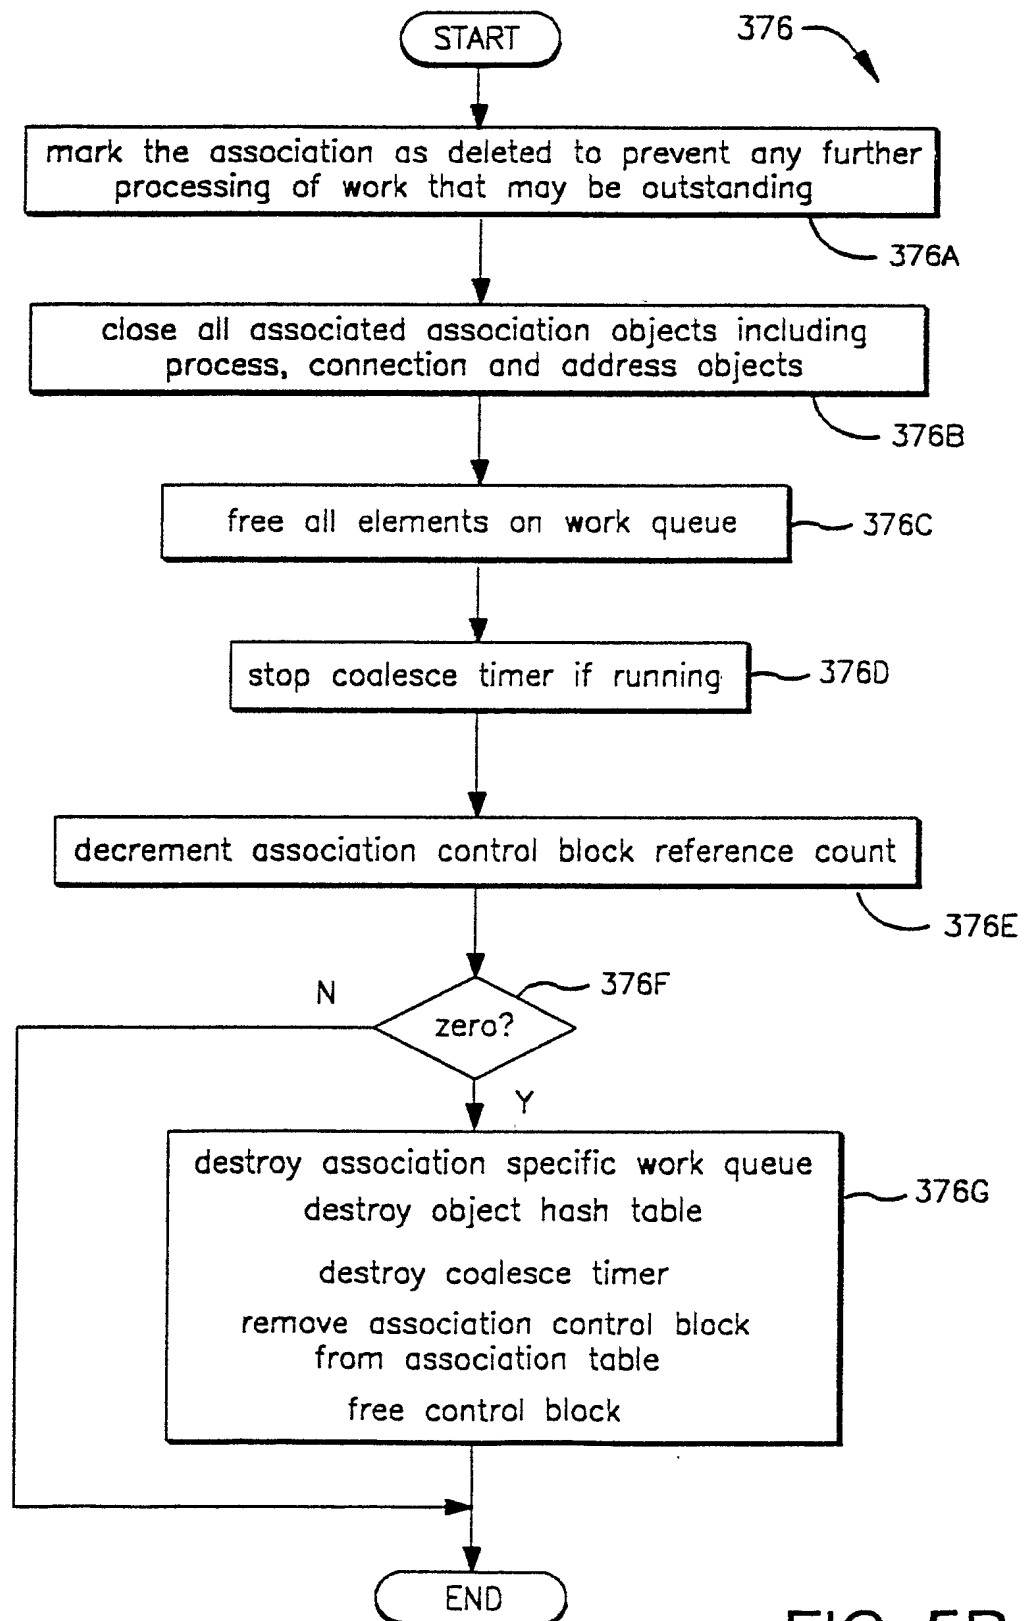 START
376
mark the association as deleted to prevent any further
processing of work that may be outstanding
376A
close all associated association objects including
process, connection and address objects
376B
free all elements on work queue
376C
stop coalesce timer if running
376D
decrement association control block reference count
376E
376F
N
zero?
Y
destroy association specific work queue
376G
destroy object hash table
destroy coalesce timer
remove association control block
from association table
free control block
END